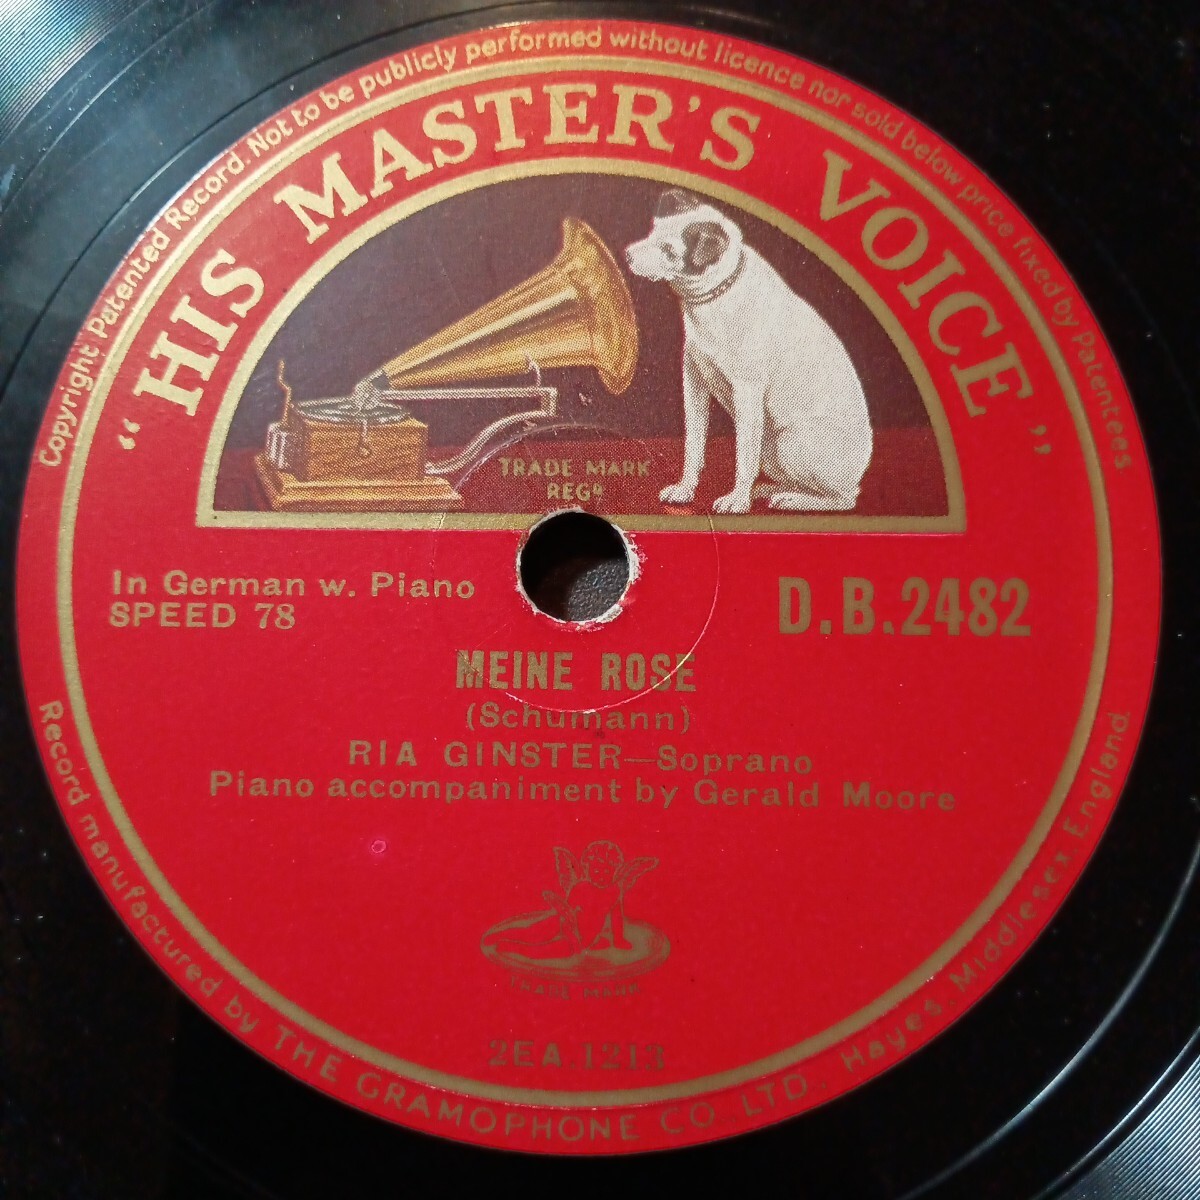 Copyright Patented Record. Not to be publicly performed without licence nor sold below price fixed by Patentees
"HIS MASTER'S VOICE"
TRADE MARK
REGD
In German w. Piano
SPEED 78
D.B.2482
MEINE ROSE
(Schumann)
RIA GINSTER—Soprano
Piano accompaniment by Gerald Moore
TRADE MARK
2EA.1213
Record manufactured by THE GRAMOPHONE CO., LTD., Hayes, Middlesex, England.